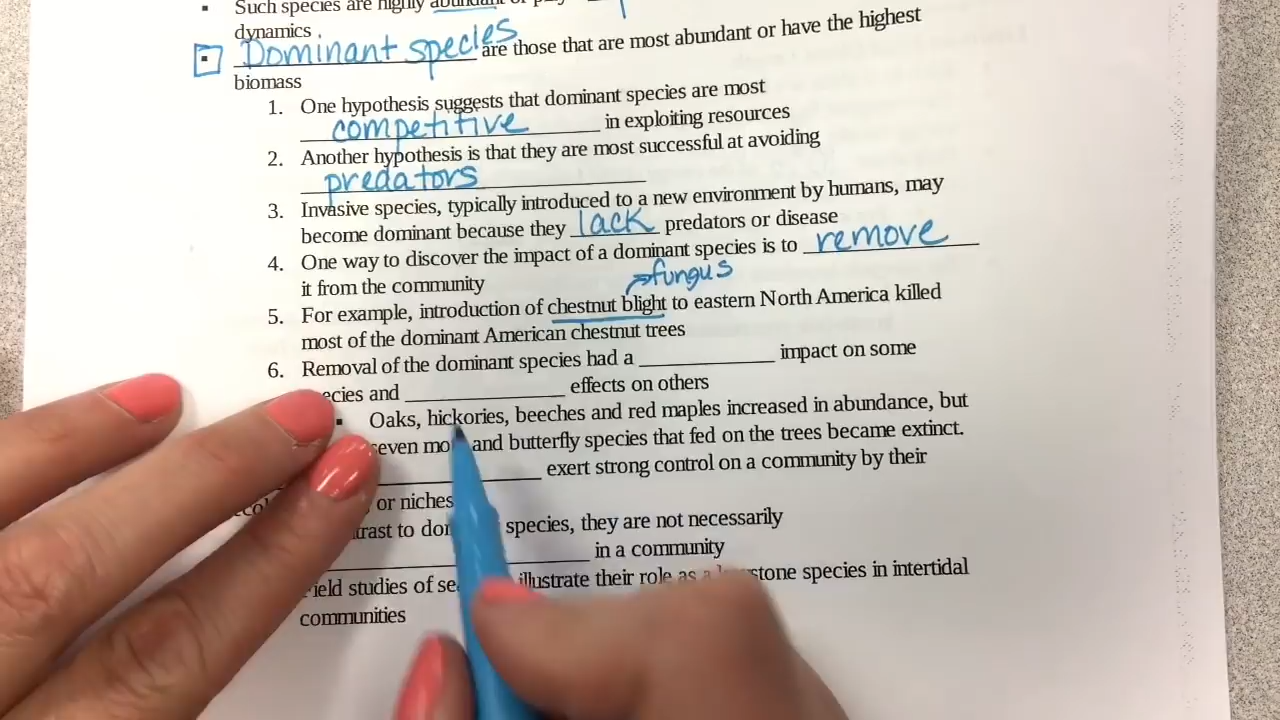 Such species are highly abundant
dynamics
Dominant species are those that are most abundant or have the highest
biomass
1. One hypothesis suggests that dominant species are most
competitive in exploiting resources
2. Another hypothesis is that they are most successful at avoiding
predators
3. Invasive species, typically introduced to a new environment by humans, may
become dominant because they lack predators or disease
4. One way to discover the impact of a dominant species is to remove
it from the community
fungus
5. For example, introduction of chestnut blight to eastern North America killed
most of the dominant American chestnut trees
6. Removal of the dominant species had a ____________ impact on some
ecies and ____________ effects on others
Oaks, hickories, beeches and red maples increased in abundance, but
seven and butterfly species that fed on the trees became extinct.
____________ exert strong control on a community by their
or niches
to species, they are not necessarily
____________ in a community
Field studies of illustrate their role as species in intertidal
communities